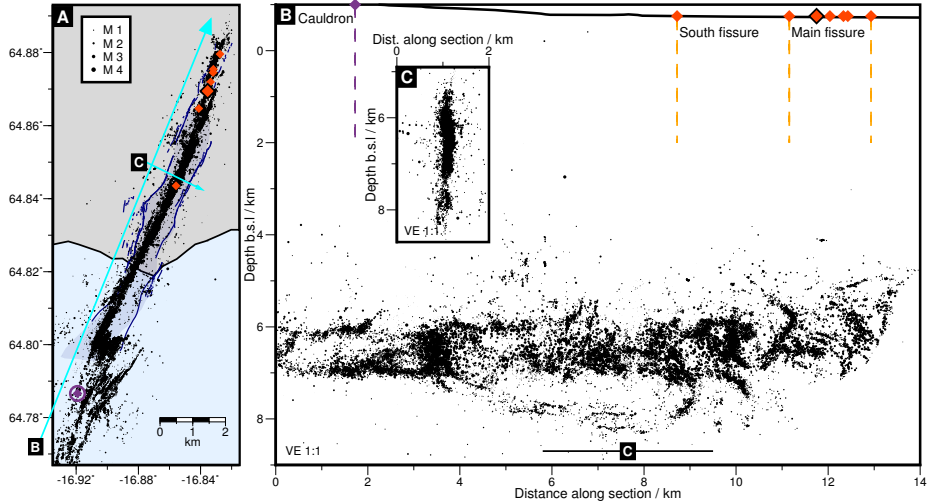 A
M 1
M 2
M 3
M 4
64.88
64.86
64.84
64.82
64.80
64.78
C
B
0 1 2
km
-16.92 -16.88 -16.84
B
Cauldron
South fissure
Main fissure
Dist. along section / km
0 2
C
Depth b.s.l / km
6
8
VE 1:1
Depth b.s.l / km
0
2
4
6
8
VE 1:1
C
0 2 4 6 8 10 12 14
Distance along section / km